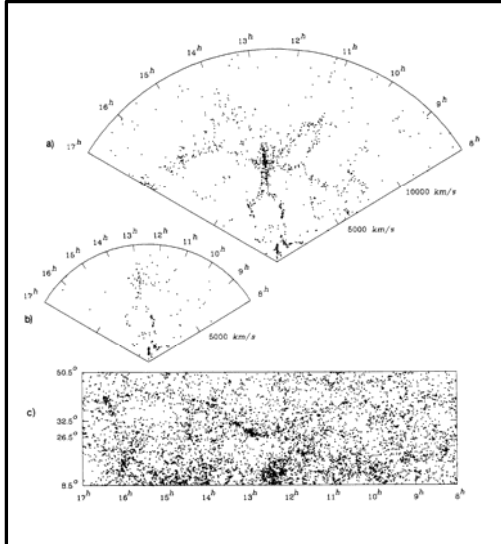 a)
17ʰ 16ʰ 15ʰ 14ʰ 13ʰ 12ʰ 11ʰ 10ʰ 9ʰ 8ʰ
10000 km/s
5000 km/s
b)
17ʰ 16ʰ 15ʰ 14ʰ 13ʰ 12ʰ 11ʰ 10ʰ 9ʰ 8ʰ
5000 km/s
c)
50.5°
32.5°
26.5°
8.5°
17ʰ 16ʰ 15ʰ 14ʰ 13ʰ 12ʰ 11ʰ 10ʰ 9ʰ 8ʰ